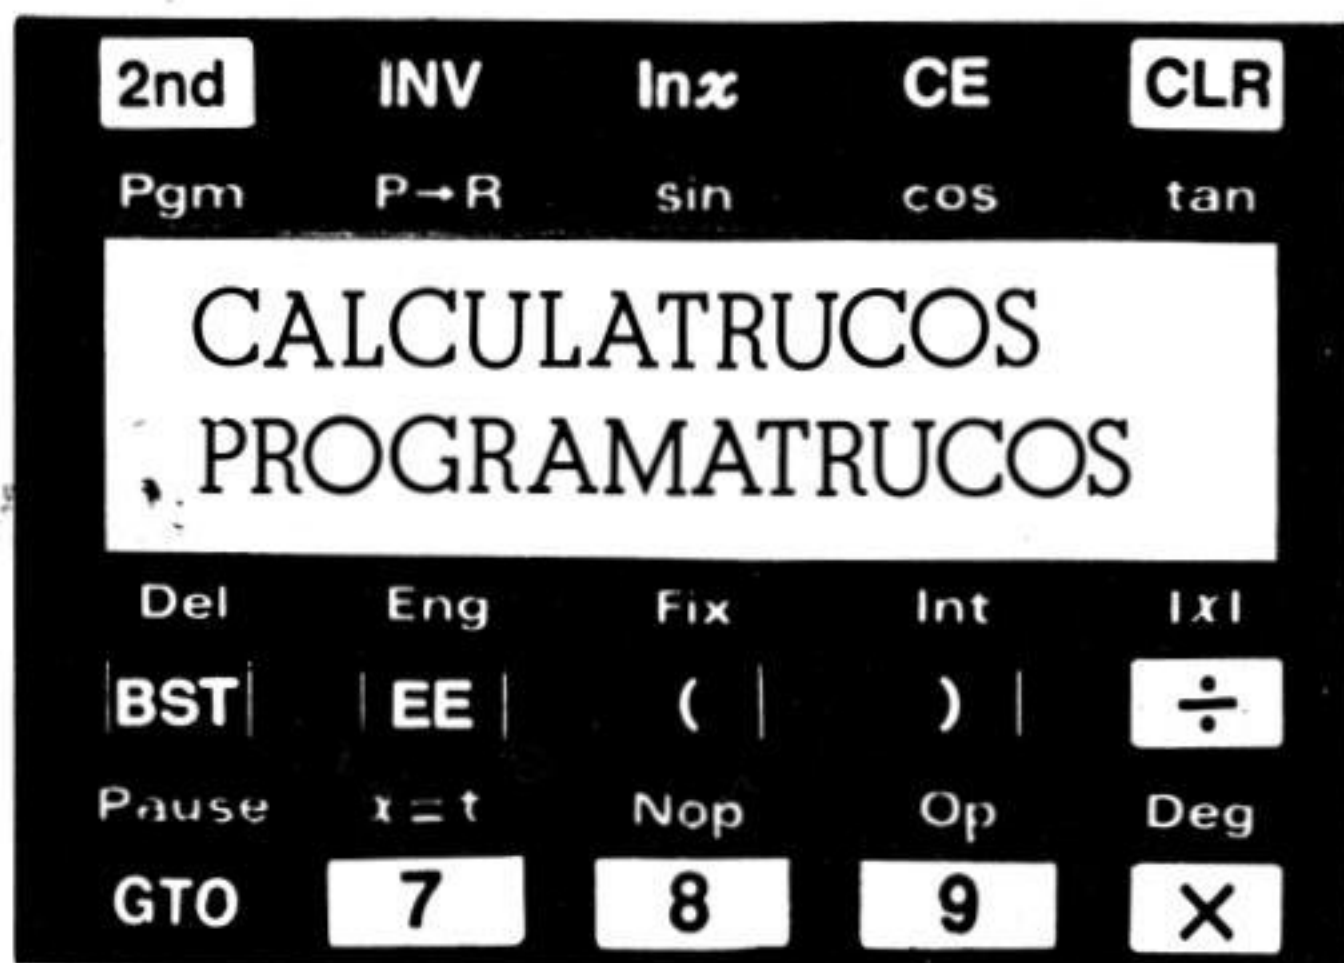 2nd INV lnx CE CLR
Pgm P→R sin cos tan
CALCULATRUCOS
PROGRAMATRUCOS
Del Eng Fix Int |x|
BST EE ( ) ÷
Pause x=t Nop Op Deg
GTO 7 8 9 ×